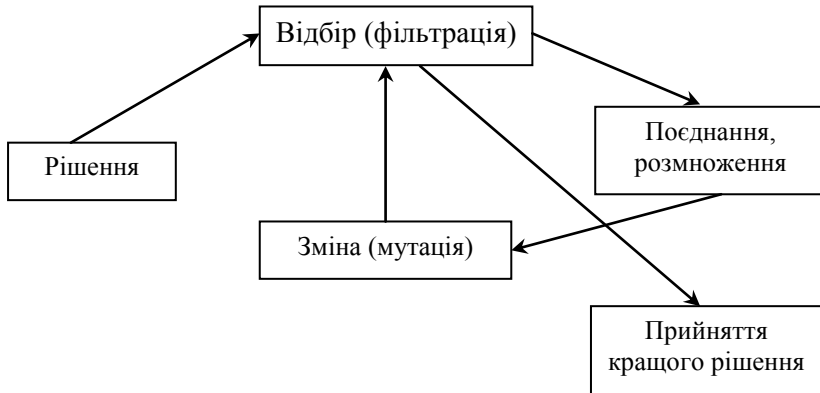 Відбір (фільтрація)
Рішення
Поєднання,
розмноження
Зміна (мутація)
Прийняття
кращого рішення